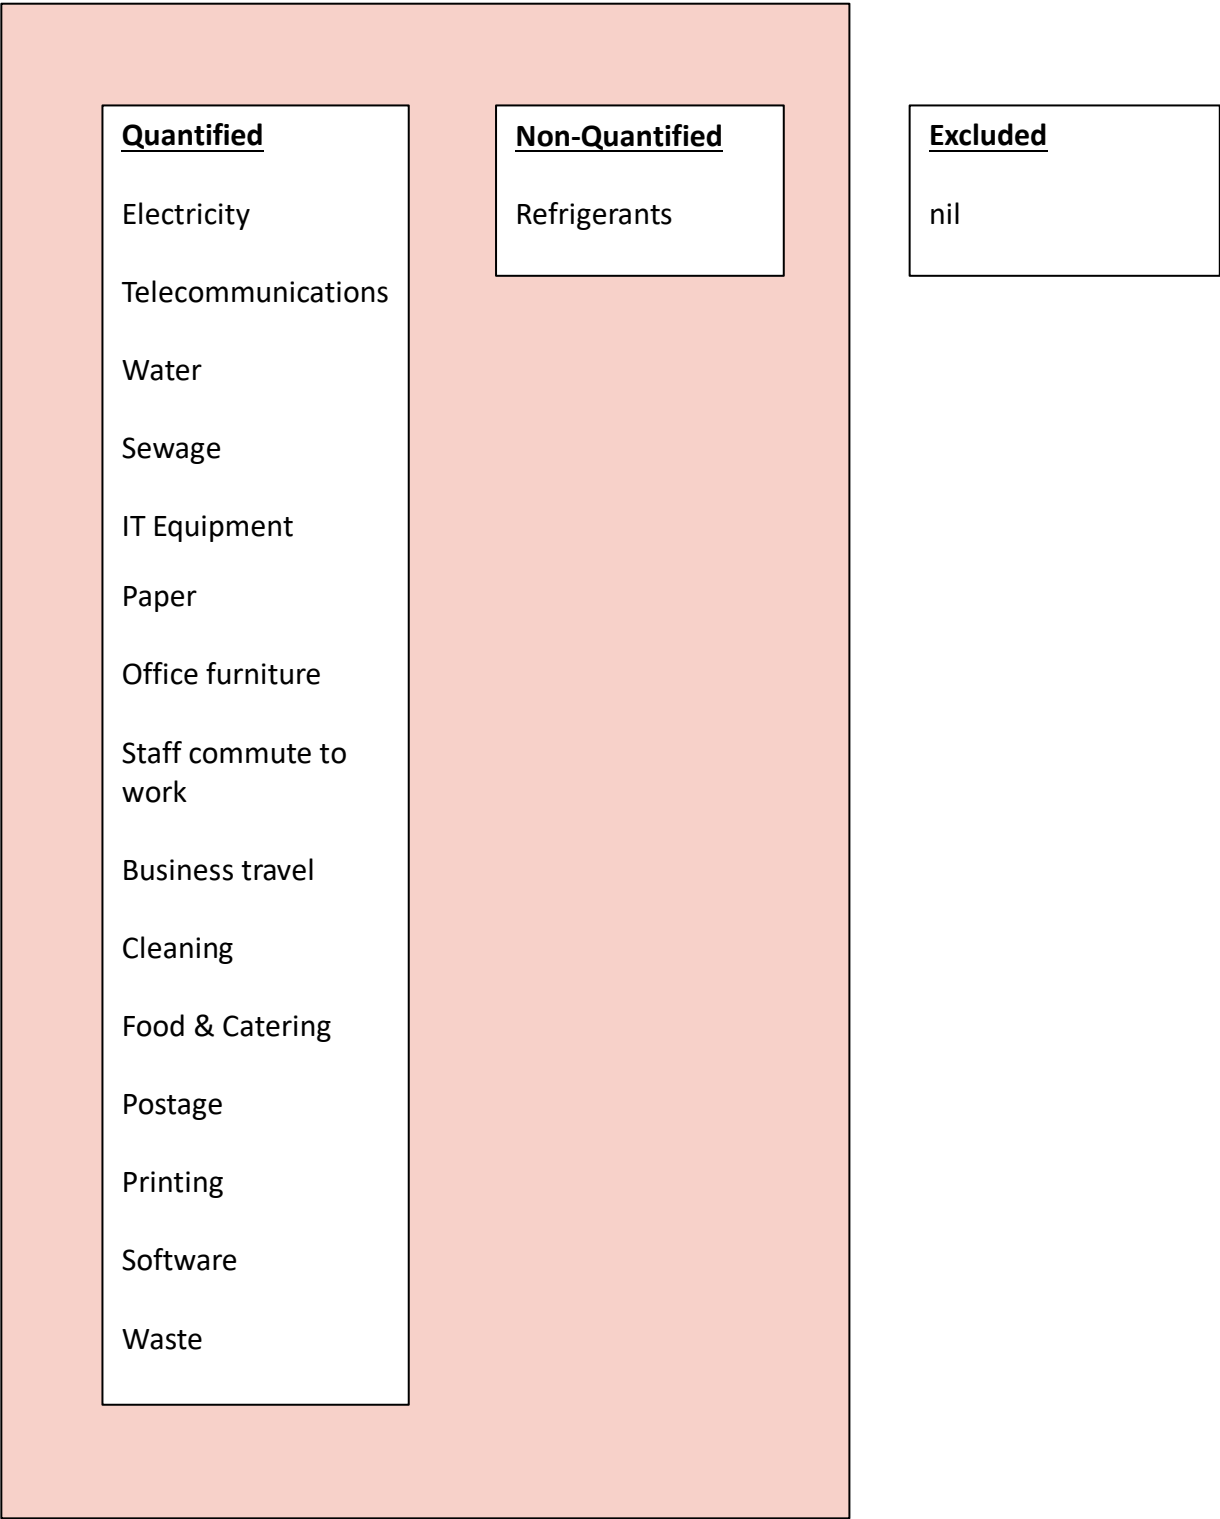 Quantified
Electricity
Telecommunications
Water
Sewage
IT Equipment
Paper
Office furniture
Staff commute to
work
Business travel
Cleaning
Food & Catering
Postage
Printing
Software
Waste
Non-Quantified
Refrigerants
Excluded
nil